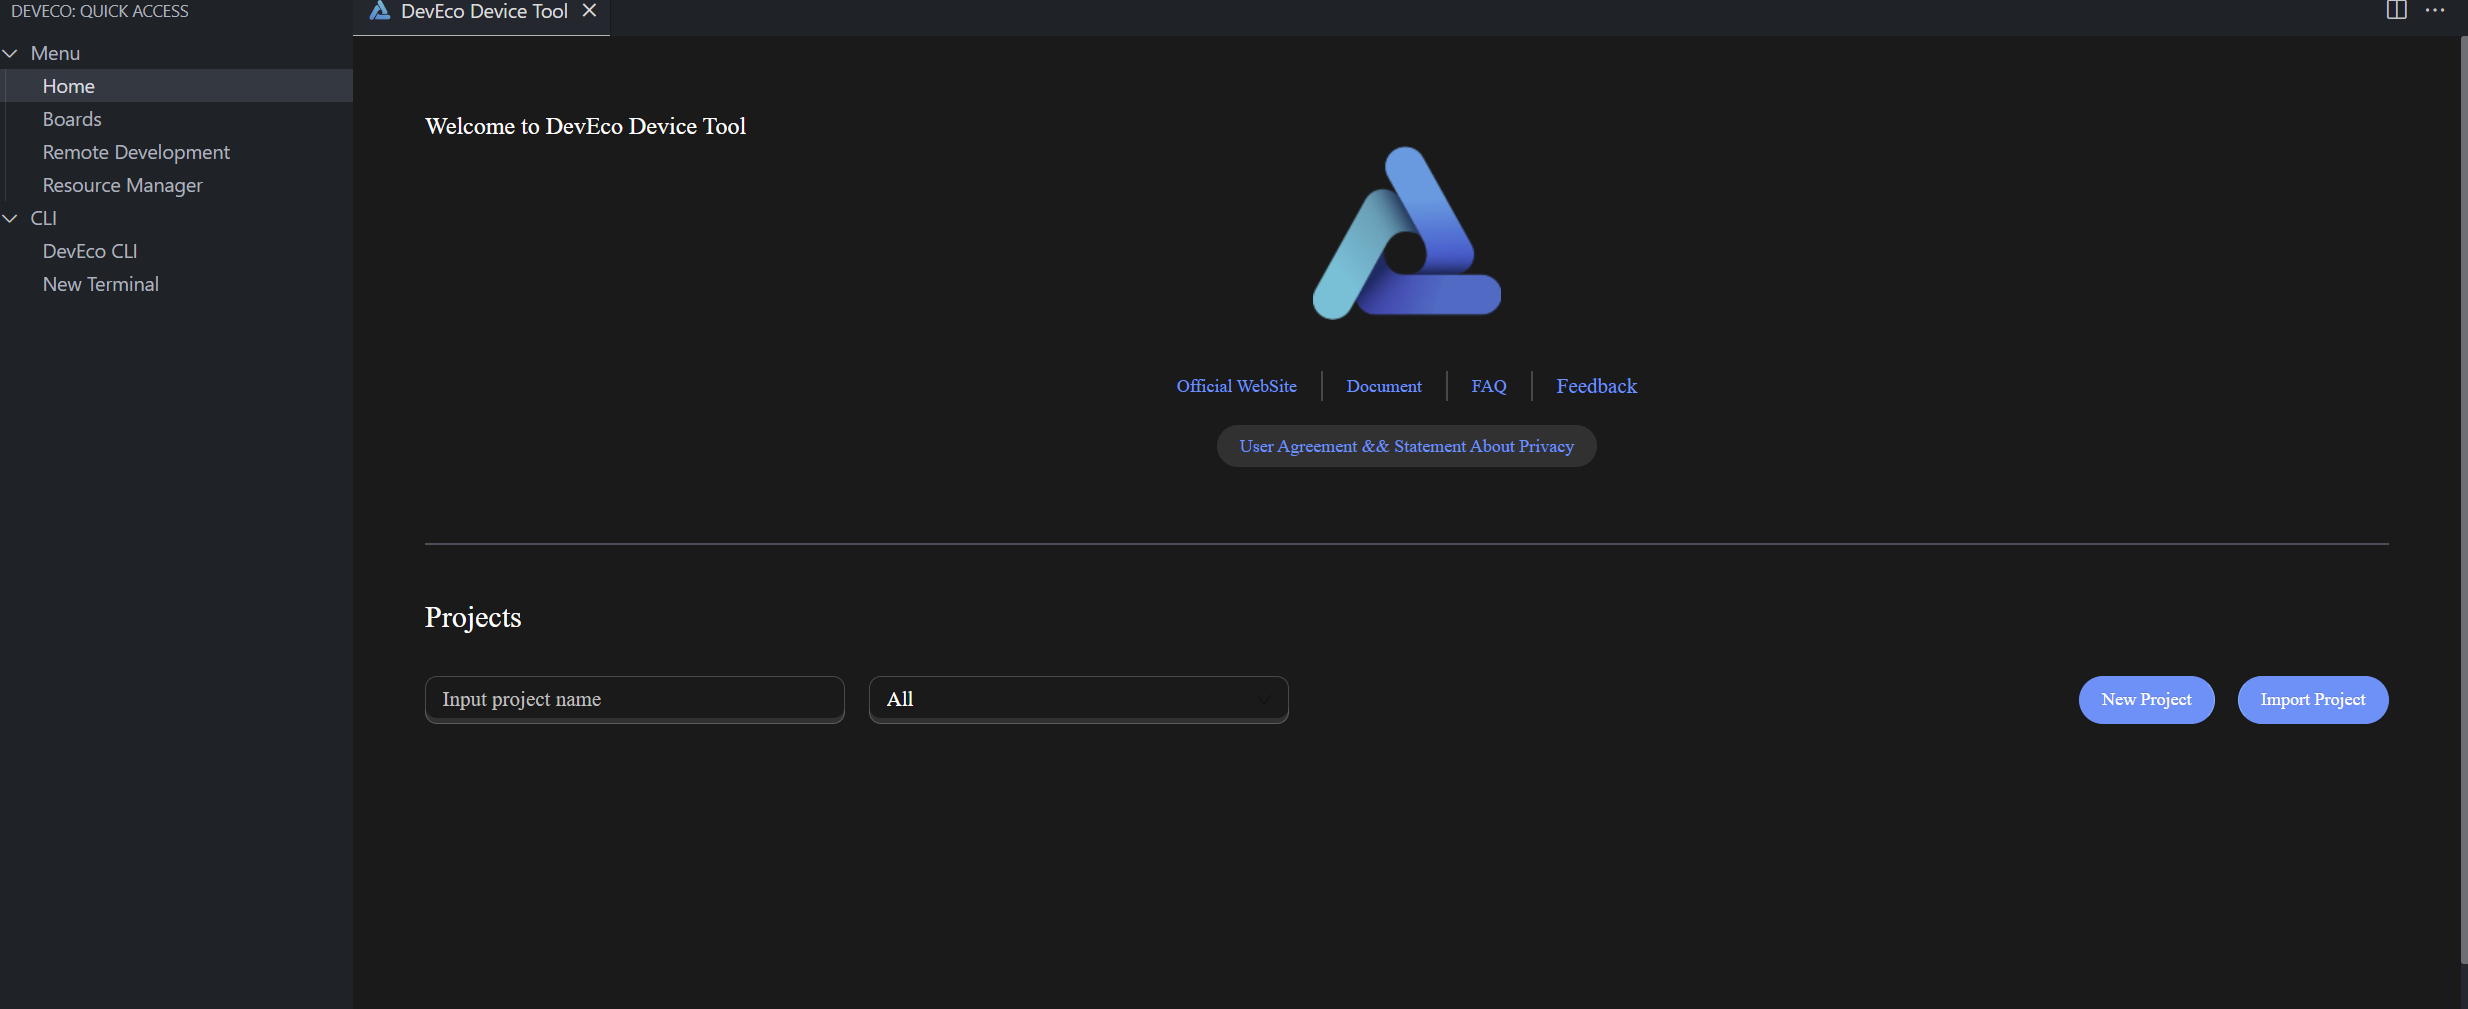 DEVECO: QUICK ACCESS
DevEco Device Tool
Menu
Home
Boards
Remote Development
Resource Manager
CLI
DevEco CLI
New Terminal
Welcome to DevEco Device Tool
Official WebSite
Document
FAQ
Feedback
User Agreement && Statement About Privacy
Projects
Input project name
All
New Project
Import Project